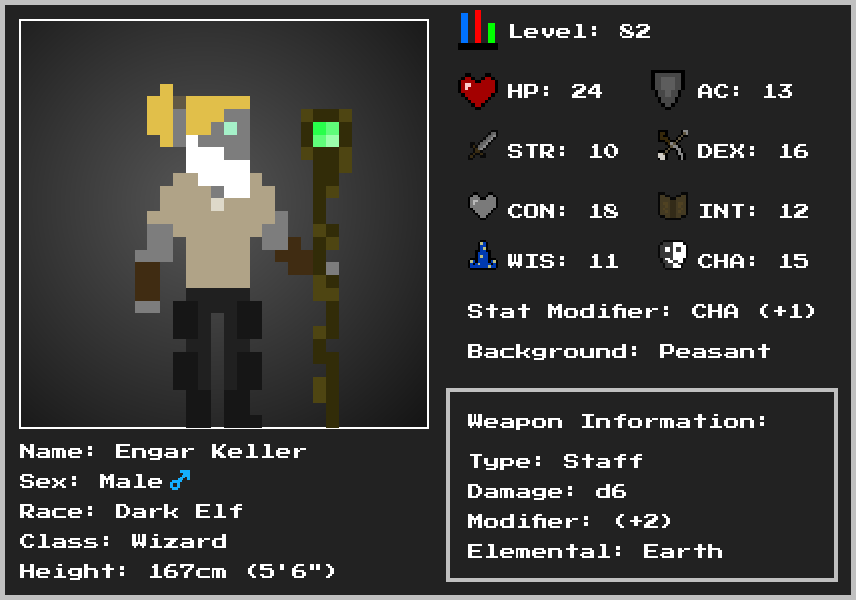 Level: 82
HP: 24 AC: 13
STR: 10 DEX: 16
CON: 18 INT: 12
WIS: 11 CHA: 15
Stat Modifier: CHA (+1)
Background: Peasant
Weapon Information:
Type: Staff
Damage: d6
Modifier: (+2)
Elemental: Earth
Name: Engar Keller
Sex: Male♂
Race: Dark Elf
Class: Wizard
Height: 167cm (5'6")